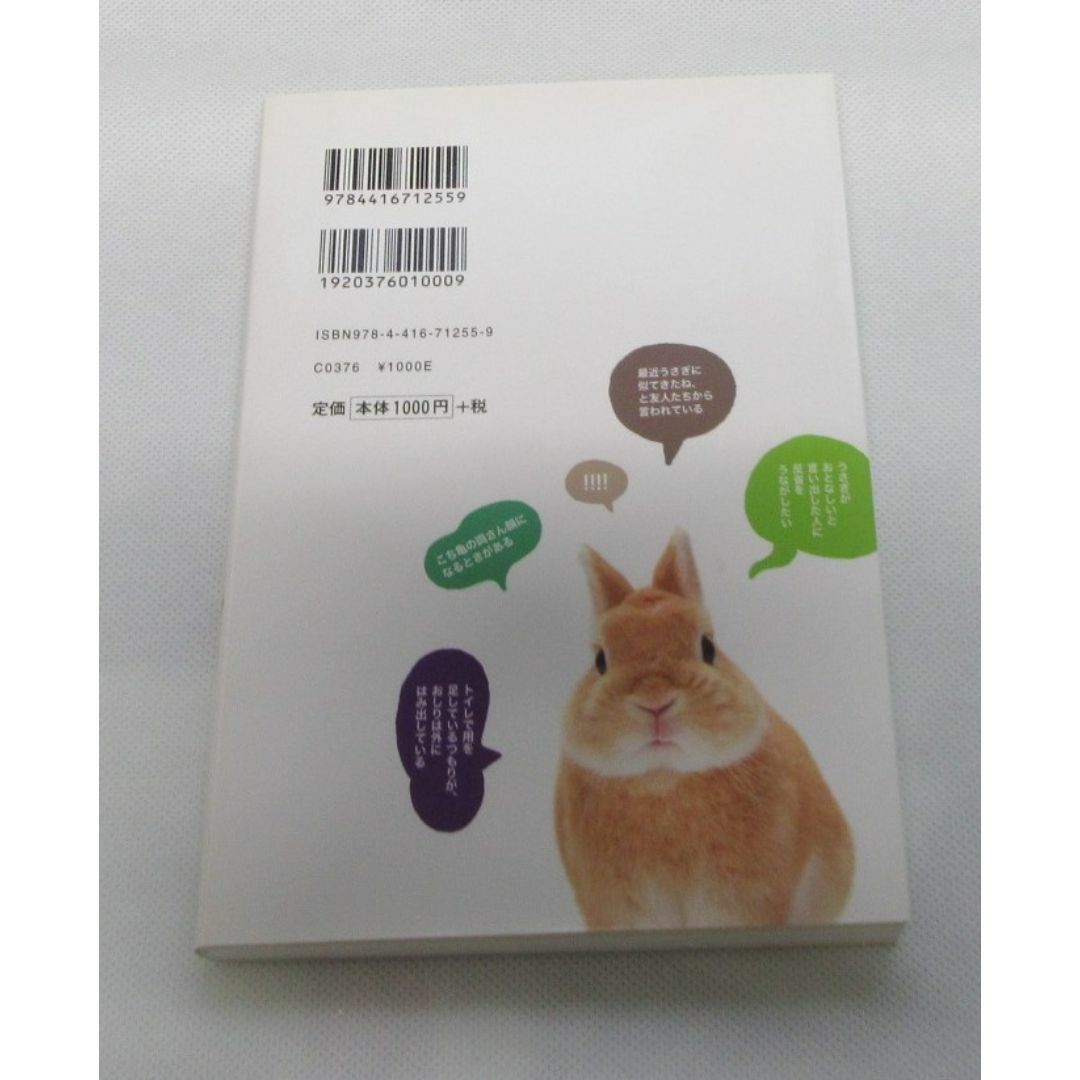 9784416712559
1920376010009
ISBN978-4-416-71255-9
C0376 ¥1000E
定価 本体1000円 +税
最近うさぎに
似てきたね、
と友人たちから
言われている
!!!!
うさぎが
おとなしいと
言い出した人に
反省を
うながしたい
こち亀の両さん顔に
なるときがある
トイレで用を
足しているつもりが、
おしりは外に
はみ出している